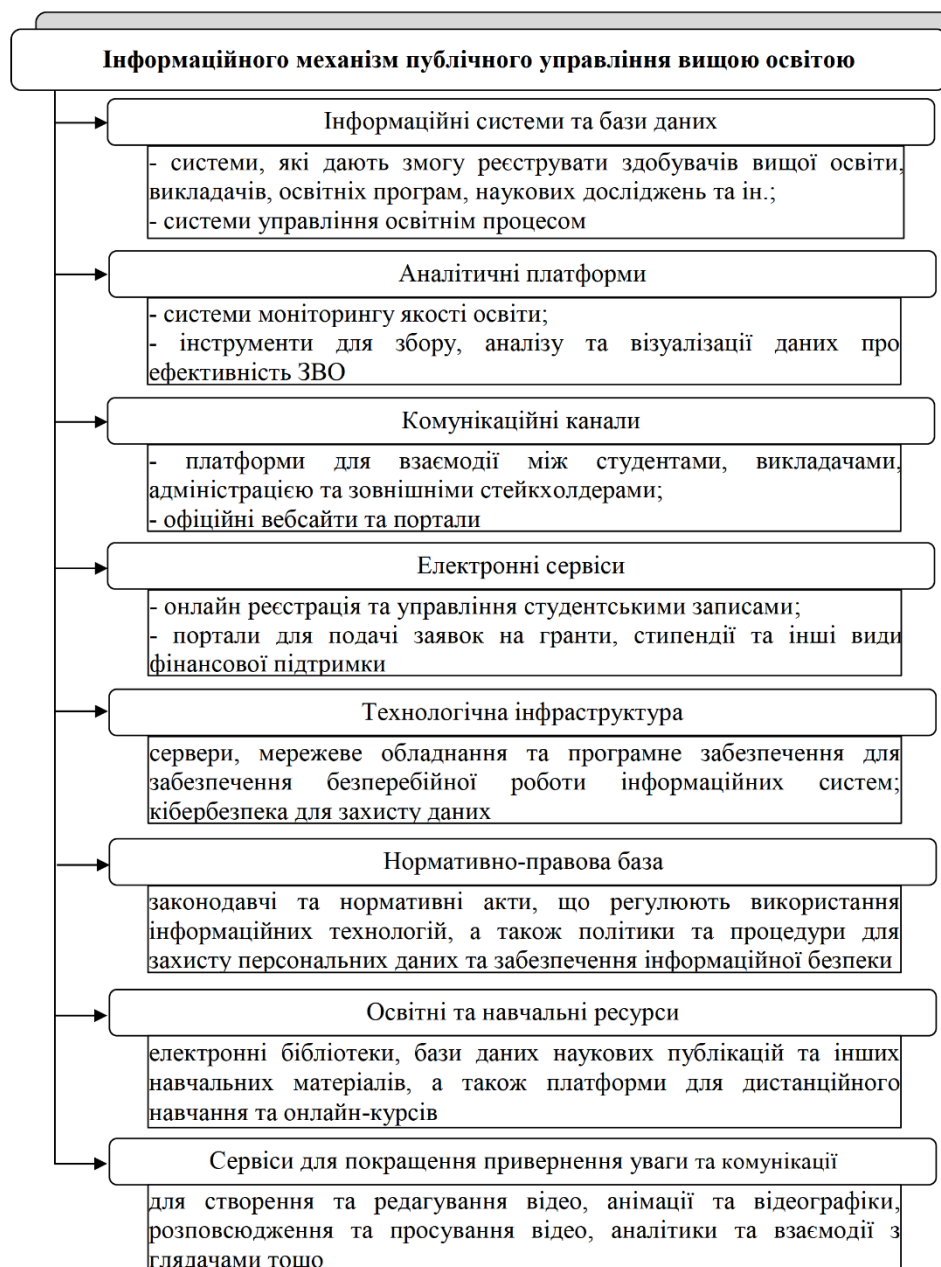 Інформаційного механізм публічного управління вищою освітою
Інформаційні системи та бази даних
- системи, які дають змогу реєструвати здобувачів вищої освіти,
викладачів, освітніх програм, наукових досліджень та ін.;
- системи управління освітнім процесом
Аналітичні платформи
- системи моніторингу якості освіти;
- інструменти для збору, аналізу та візуалізації даних про
ефективність ЗВО
Комунікаційні канали
- платформи для взаємодії між студентами, викладачами,
адміністрацією та зовнішніми стейкхолдерами;
- офіційні вебсайти та портали
Електронні сервіси
- онлайн реєстрація та управління студентськими записами;
- портали для подачі заявок на гранти, стипендії та інші види
фінансової підтримки
Технологічна інфраструктура
сервери, мережеве обладнання та програмне забезпечення для
забезпечення безперебійної роботи інформаційних систем;
кібербезпека для захисту даних
Нормативно-правова база
законодавчі та нормативні акти, що регулюють використання
інформаційних технологій, а також політики та процедури для
захисту персональних даних та забезпечення інформаційної безпеки
Освітні та навчальні ресурси
електронні бібліотеки, бази даних наукових публікацій та інших
навчальних матеріалів, а також платформи для дистанційного
навчання та онлайн-курсів
Сервіси для покращення привернення уваги та комунікації
для створення та редагування відео, анімації та відеографіки,
розповсюдження та просування відео, аналітики та взаємодії з
глядачами тощо